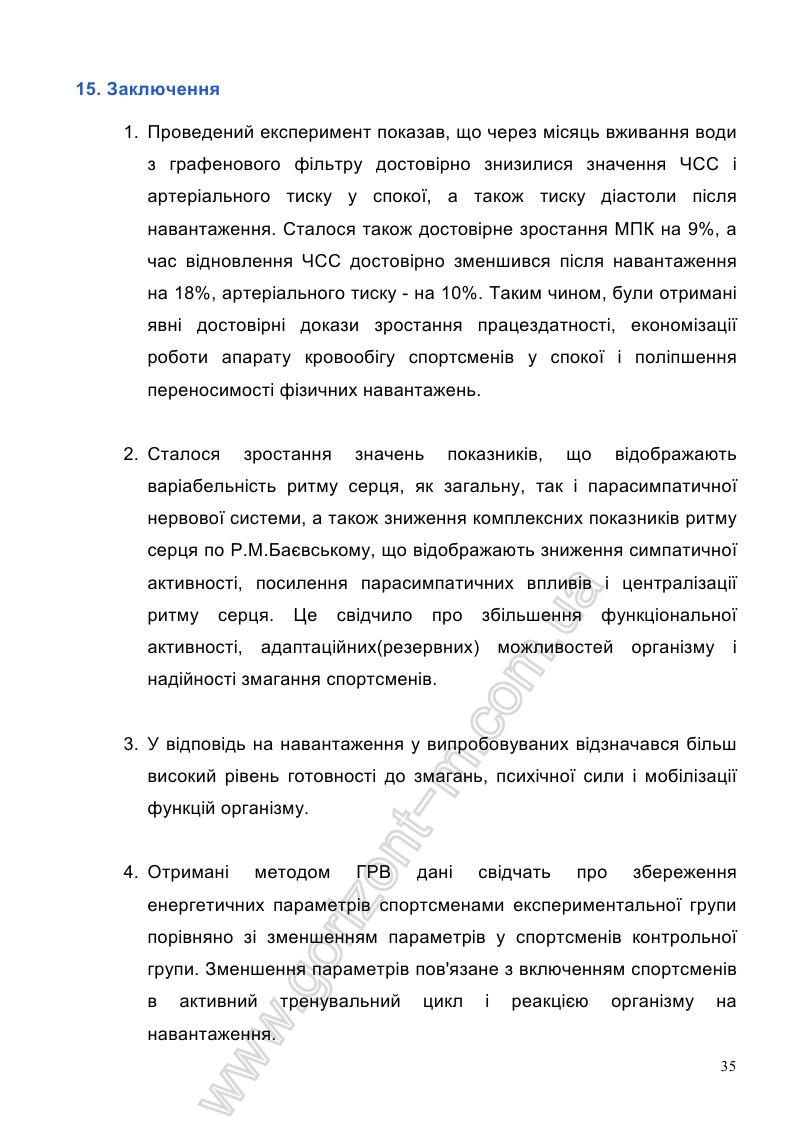 15. Заключення
1. Проведений експеримент показав, що через місяць вживання води
з графенового фільтру достовірно знизилися значення ЧСС і
артеріального тиску у спокої, а також тиску діастоли після
навантаження. Сталося також достовірне зростання МПК на 9%, а
час відновлення ЧСС достовірно зменшився після навантаження
на 18%, артеріального тиску - на 10%. Таким чином, були отримані
явні достовірні докази зростання працездатності, економізації
роботи апарату кровообігу спортсменів у спокої і поліпшення
переносимості фізичних навантажень.
2. Сталося зростання значень показників, що відображають
варіабельність ритму серця, як загальну, так і парасимпатичної
нервової системи, а також зниження комплексних показників ритму
серця по Р.М.Баєвському, що відображають зниження симпатичної
активності, посилення парасимпатичних впливів і централізації
ритму серця. Це свідчило про збільшення функціональної
активності, адаптаційних(резервних) можливостей організму і
надійності змагання спортсменів.
3. У відповідь на навантаження у випробовуваних відзначався більш
високий рівень готовності до змагань, психічної сили і мобілізації
функцій організму.
4. Отримані методом ГРВ дані свідчать про збереження
енергетичних параметрів спортсменами експериментальної групи
порівняно зі зменшенням параметрів у спортсменів контрольної
групи. Зменшення параметрів пов'язане з включенням спортсменів
в активний тренувальний цикл і реакцією організму на
навантаження.
35
www.gorizont-m.com.ua